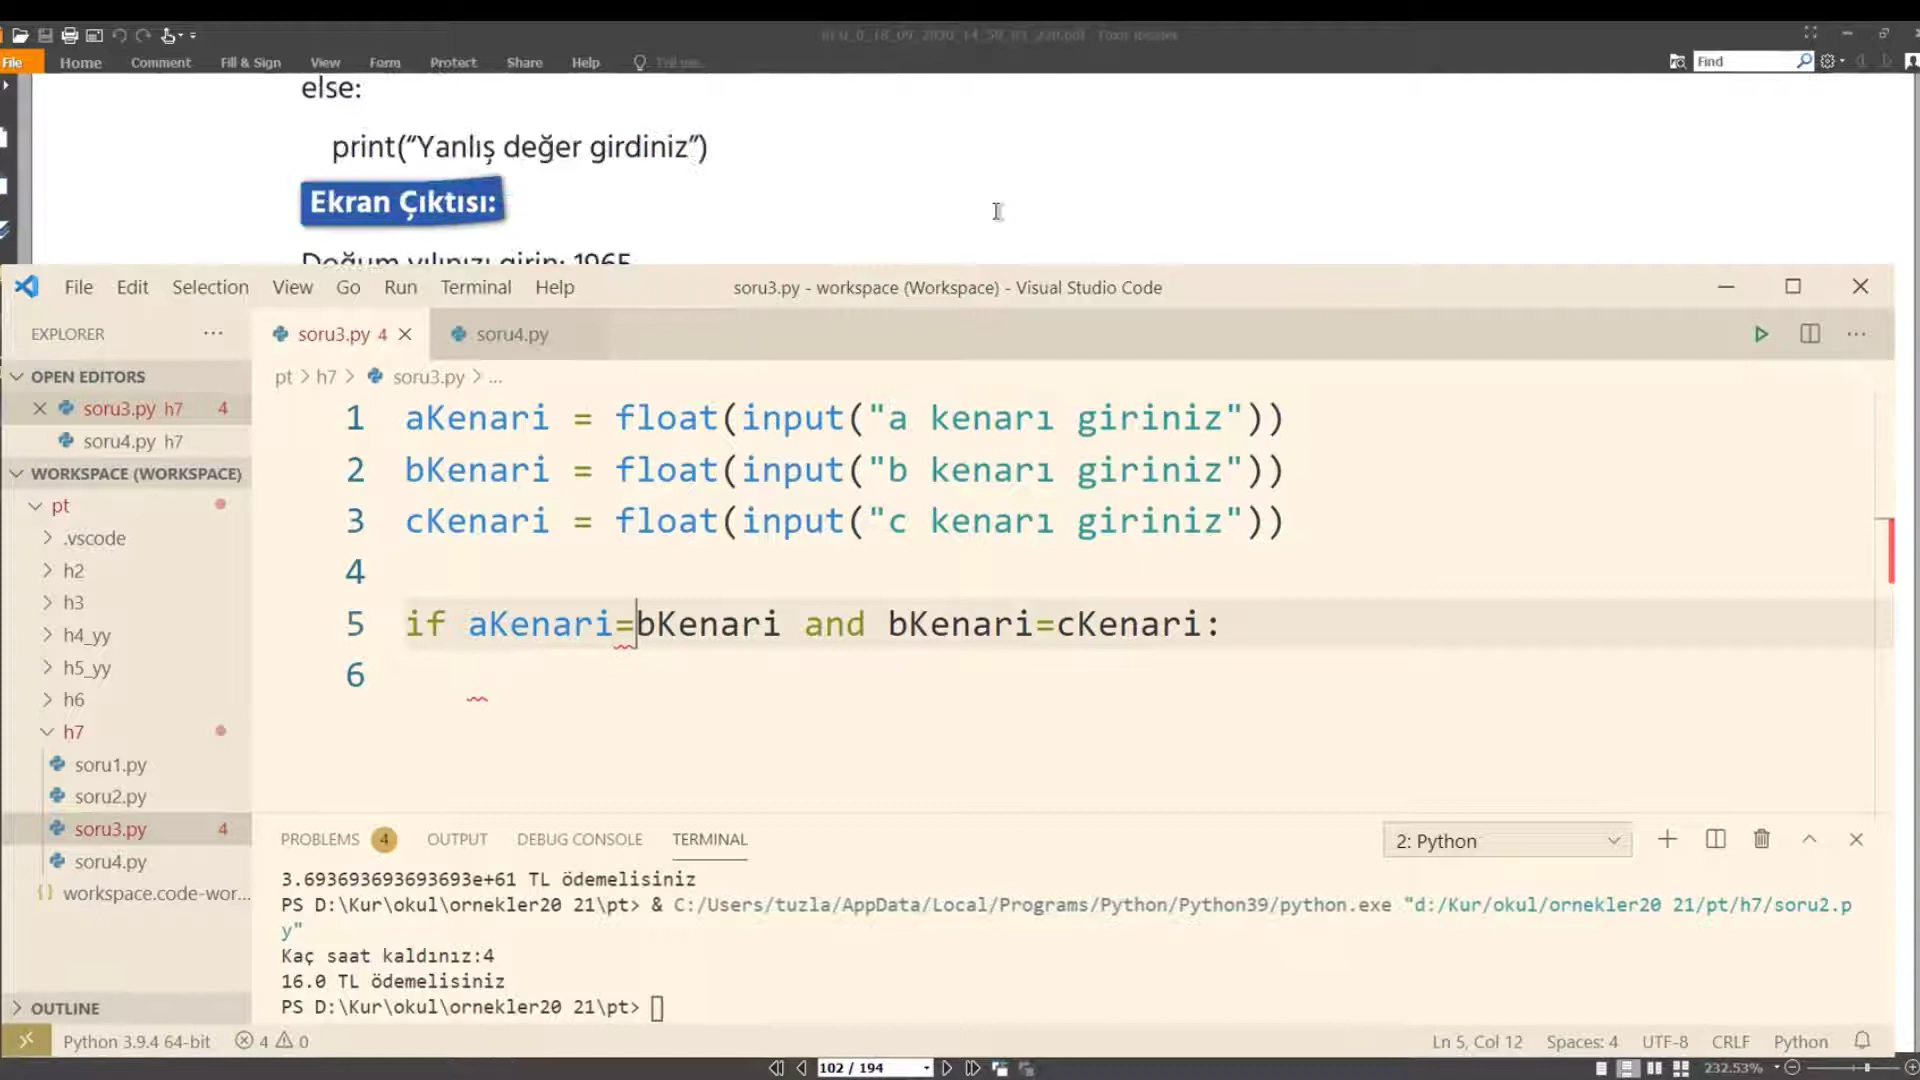 File Home Comment Fill & Sign View Form Protect Share Help
Find
else:
print(“Yanlış değer girdiniz”)
Ekran Çıktısı:
Doğum yılınızı girin: 1965
File Edit Selection View Go Run Terminal Help
soru3.py - workspace (Workspace) - Visual Studio Code
EXPLORER ···
soru3.py 4
soru4.py
OPEN EDITORS
soru3.py h7 4
soru4.py h7
WORKSPACE (WORKSPACE)
pt
.vscode
h2
h3
h4_yy
h5_yy
h6
h7
soru1.py
soru2.py
soru3.py 4
soru4.py
{} workspace.code-wor...
OUTLINE
pt > h7 > soru3.py > ...
1 aKenari = float(input("a kenarı giriniz"))
2 bKenari = float(input("b kenarı giriniz"))
3 cKenari = float(input("c kenarı giriniz"))
4
5 if aKenari=bKenari and bKenari=cKenari:
6
PROBLEMS 4 OUTPUT DEBUG CONSOLE TERMINAL
2: Python
3.693693693693693e+61 TL ödemelisiniz
PS D:\Kur\okul\ornekler20 21\pt> & C:/Users/tuzla/AppData/Local/Programs/Python/Python39/python.exe "d:/Kur/okul/ornekler20 21/pt/h7/soru2.p
y"
Kaç saat kaldınız:4
16.0 TL ödemelisiniz
PS D:\Kur\okul\ornekler20 21\pt>
Python 3.9.4 64-bit 4 0
Ln 5, Col 12 Spaces: 4 UTF-8 CRLF Python
102 / 194
232.53%